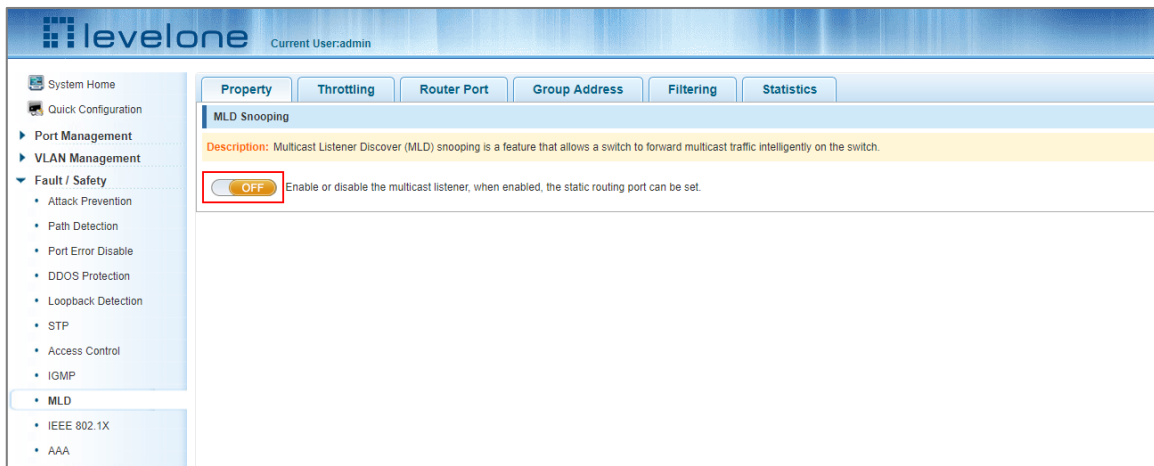 levelone
Current User:admin
System Home
Quick Configuration
Port Management
VLAN Management
Fault / Safety
Attack Prevention
Path Detection
Port Error Disable
DDOS Protection
Loopback Detection
STP
Access Control
IGMP
MLD
IEEE 802.1X
AAA
Property Throttling Router Port Group Address Filtering Statistics
MLD Snooping
Description: Multicast Listener Discover (MLD) snooping is a feature that allows a switch to forward multicast traffic intelligently on the switch.
OFF Enable or disable the multicast listener, when enabled, the static routing port can be set.